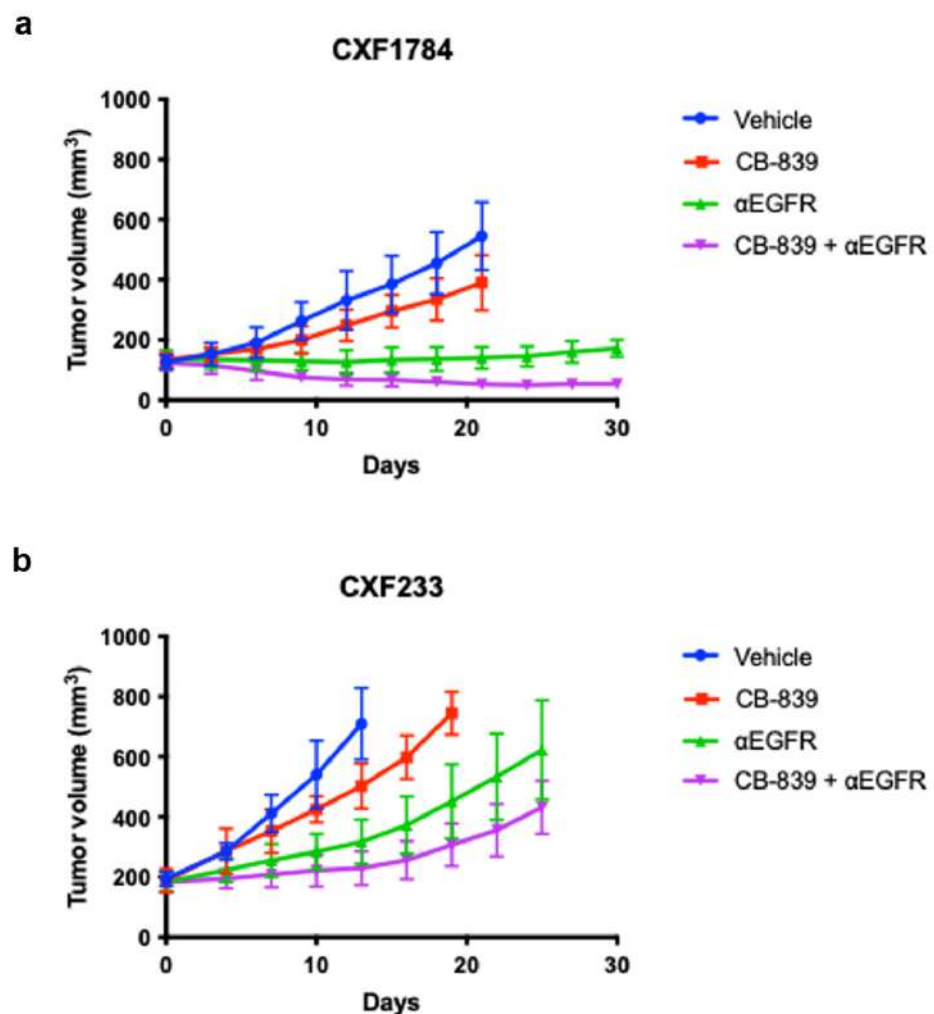 a
CXF1784
Tumor volume (mm³)
1000
800
600
400
200
0
0 10 20 30
Days
Vehicle
CB-839
αEGFR
CB-839 + αEGFR
b
CXF233
Tumor volume (mm³)
1000
800
600
400
200
0
0 10 20 30
Days
Vehicle
CB-839
αEGFR
CB-839 + αEGFR